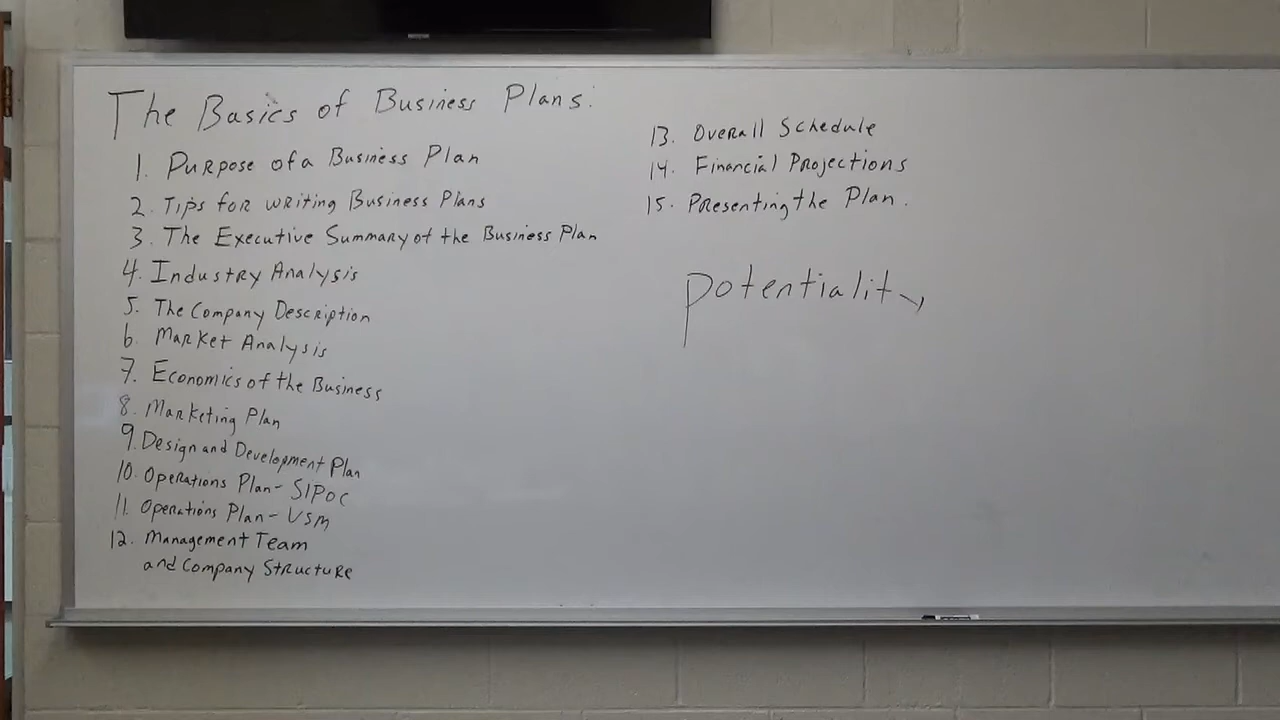 The Basics of Business Plans:
1. Purpose of a Business Plan
2. Tips for writing Business Plans
3. The Executive Summary of the Business Plan
4. Industry Analysis
5. The Company Description
6. Market Analysis
7. Economics of the Business
8. Marketing Plan
9. Design and Development Plan
10. Operations Plan - SIPOC
11. Operations Plan - VSM
12. Management Team
and Company Structure
13. Overall Schedule
14. Financial Projections
15. Presenting the Plan.
Potentiality